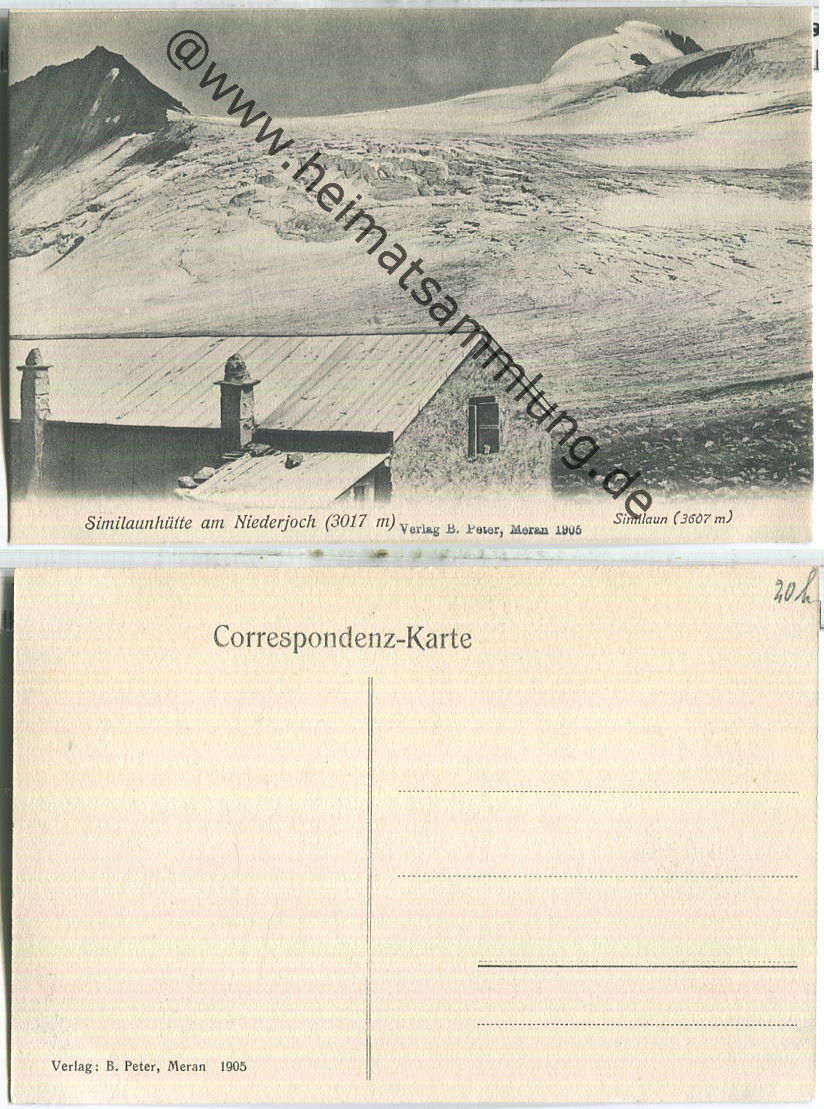 @www.heimatsammlung.de
Similaunhütte am Niederjoch (3017 m)
Verlag B. Peter, Meran 1905
Similaun (3607 m)
20h
Correspondenz-Karte
Verlag: B. Peter, Meran 1905